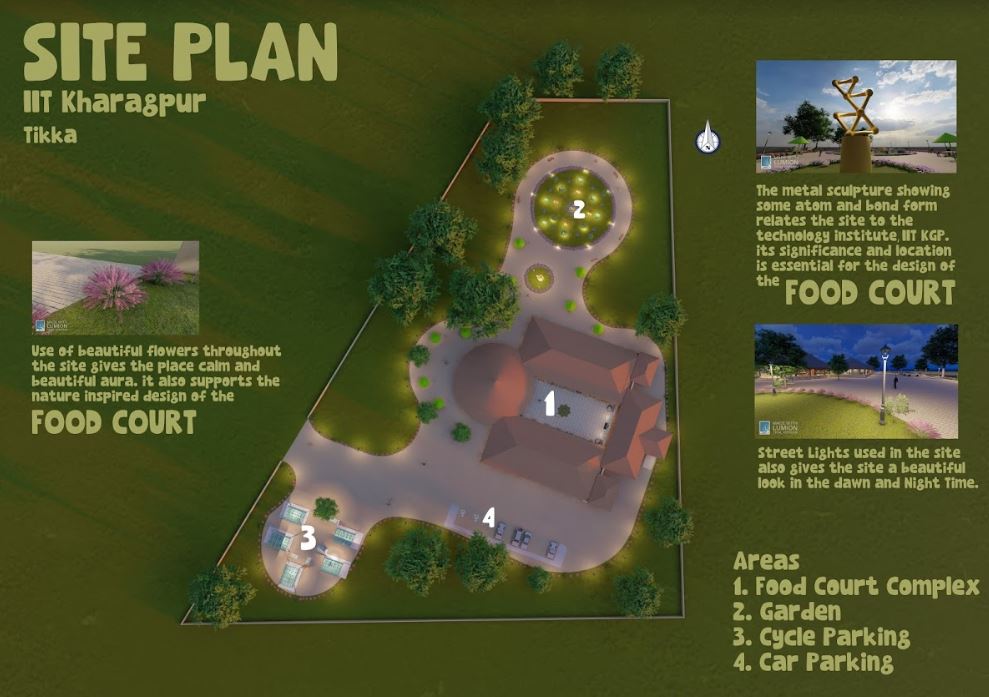 SITE PLAN
IIT Kharagpur
Tikka
N
2
1
3
4
Use of beautiful flowers throughout
the site gives the place calm and
beautiful aura. it also supports the
nature inspired design of the
FOOD COURT
LUMION
The metal sculpture showing
some atom and bond form
relates the site to the
technology institute, IIT KGP.
its significance and location
is essential for the design of
the FOOD COURT
LUMION
Street Lights used in the site
also gives the site a beautiful
look in the dawn and Night Time.
LUMION
Areas
1. Food Court Complex
2. Garden
3. Cycle Parking
4. Car Parking